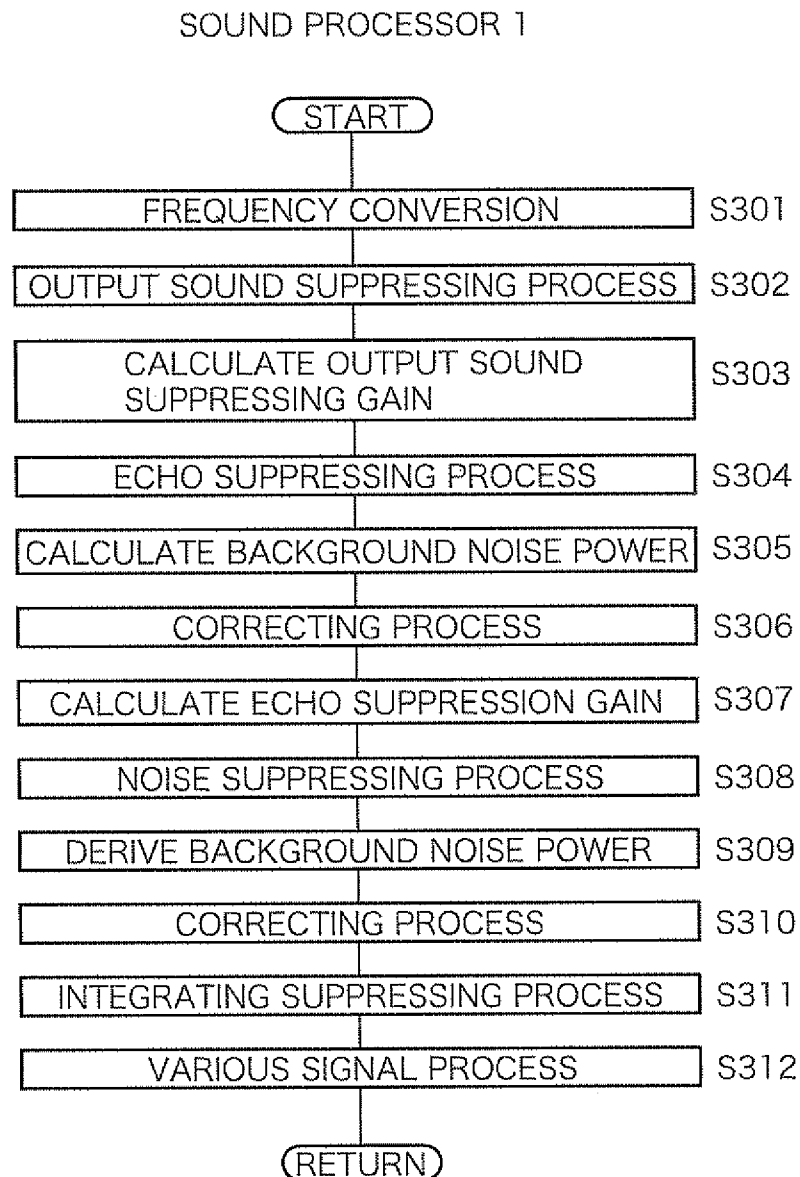 SOUND PROCESSOR 1
START
FREQUENCY CONVERSION S301
OUTPUT SOUND SUPPRESSING PROCESS S302
CALCULATE OUTPUT SOUND
SUPPRESSING GAIN S303
ECHO SUPPRESSING PROCESS S304
CALCULATE BACKGROUND NOISE POWER S305
CORRECTING PROCESS S306
CALCULATE ECHO SUPPRESSION GAIN S307
NOISE SUPPRESSING PROCESS S308
DERIVE BACKGROUND NOISE POWER S309
CORRECTING PROCESS S310
INTEGRATING SUPPRESSING PROCESS S311
VARIOUS SIGNAL PROCESS S312
RETURN